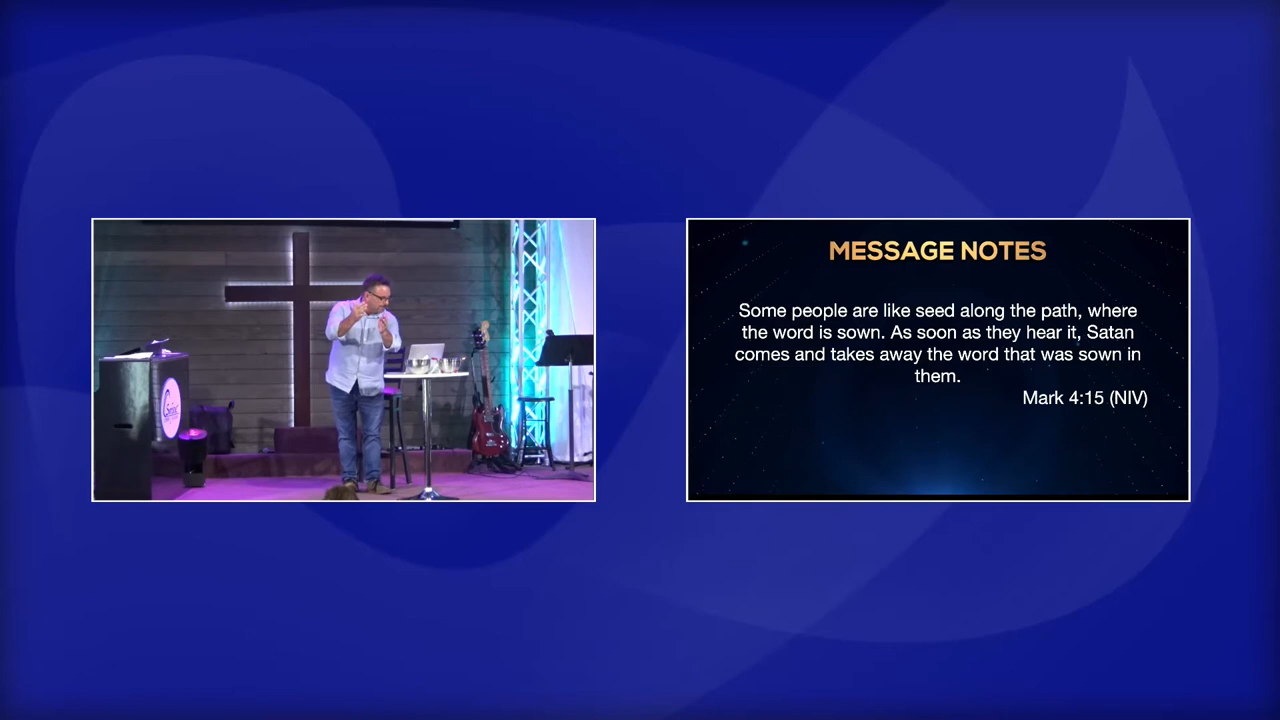 MESSAGE NOTES
Some people are like seed along the path, where
the word is sown. As soon as they hear it, Satan
comes and takes away the word that was sown in
them.
Mark 4:15 (NIV)